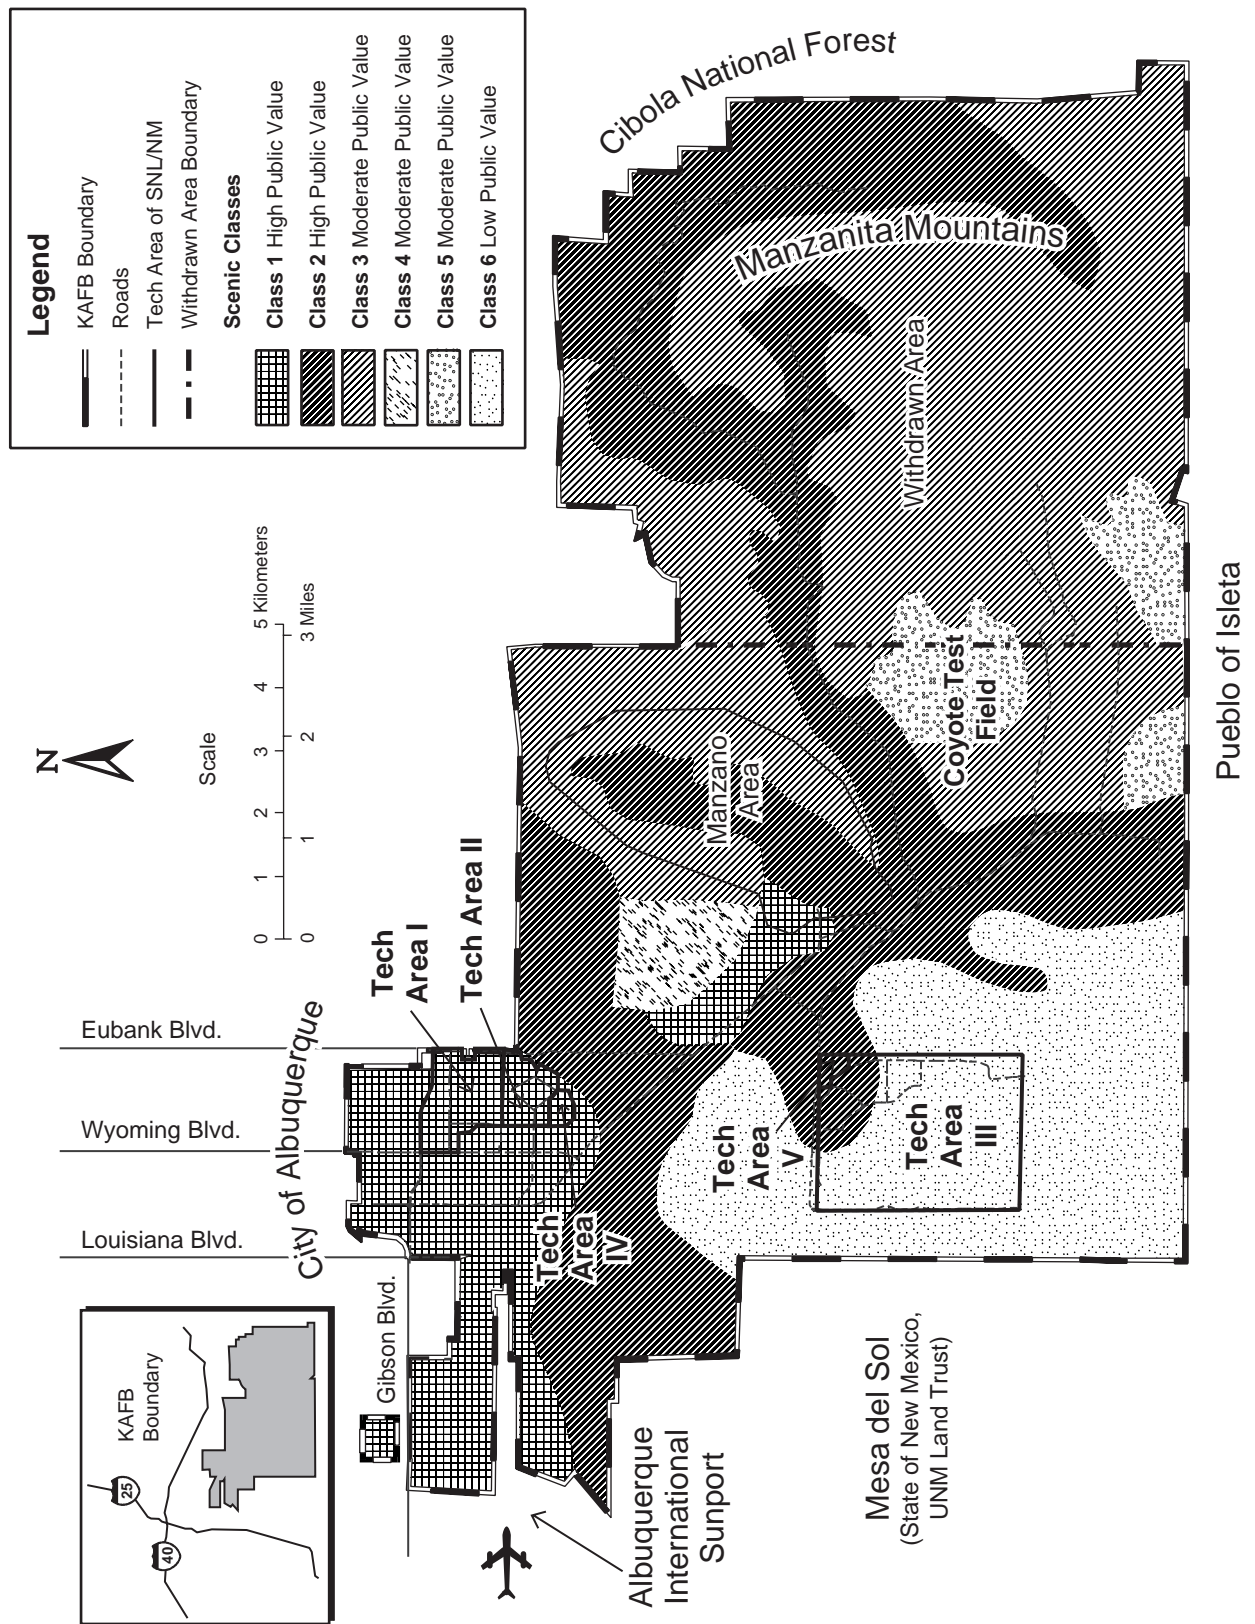 Legend
KAFB Boundary
Roads
Tech Area of SNL/NM
Withdrawn Area Boundary
Scenic Classes
Class 1 High Public Value
Class 2 High Public Value
Class 3 Moderate Public Value
Class 4 Moderate Public Value
Class 5 Moderate Public Value
Class 6 Low Public Value
N
Scale
0 1 2 3 4 5 Kilometers
0 1 2 3 Miles
KAFB
Boundary
25
40
Eubank Blvd.
Wyoming Blvd.
Louisiana Blvd.
Gibson Blvd.
City of Albuquerque
Tech
Area I
Tech Area II
Tech
Area
IV
Tech
Area
V
Tech
Area
III
Manzano
Area
Coyote Test
Field
Withdrawn Area
Manzanita Mountains
Cibola National Forest
Pueblo of Isleta
Albuquerque
International
Sunport
Mesa del Sol
(State of New Mexico,
UNM Land Trust)